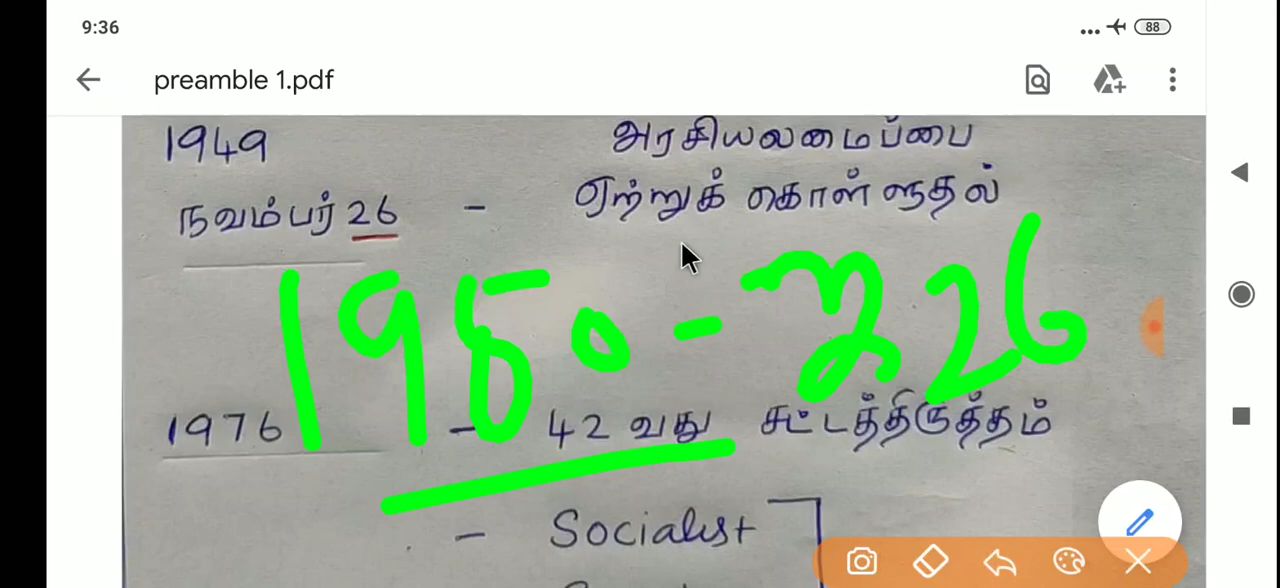 9:36
88
preamble 1.pdf
1949 அரசியலமைப்பை
நவம்பர் 26 - ஏற்றுக் கொள்ளுதல்
1950 - ஜ 26
1976 - 42 வது சட்டத்திருத்தம்
- Socialist